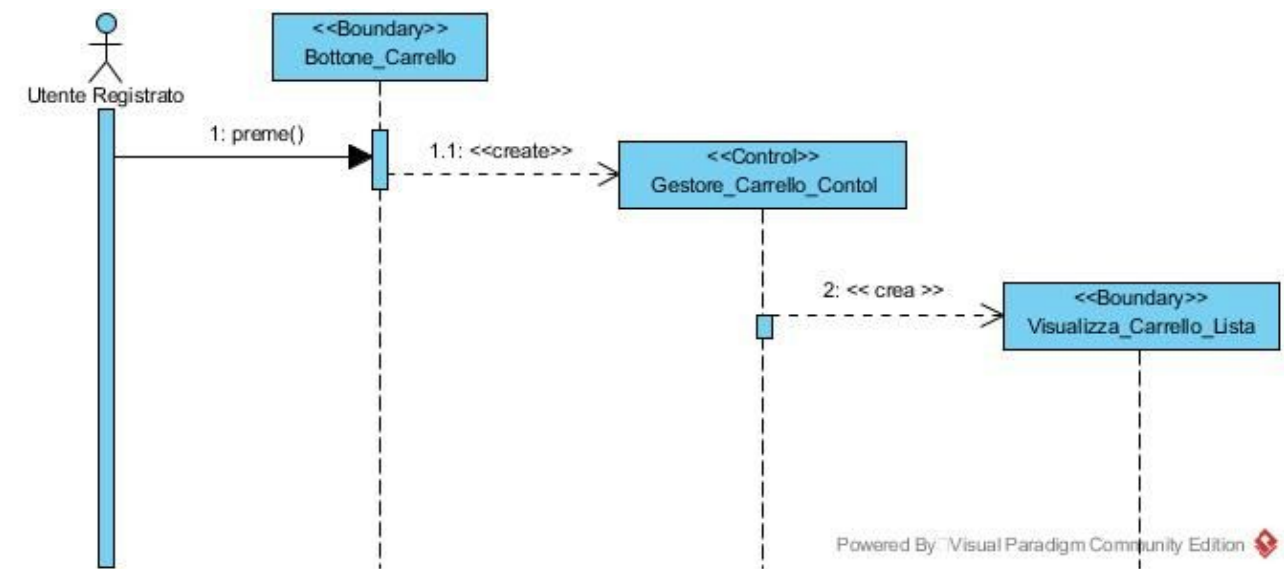 <<Boundary>>
Bottone_Carrello
Utente Registrato
1: preme()
1.1: <<create>>
<<Control>>
Gestore_Carrello_Contol
2: << crea >>
<<Boundary>>
Visualizza_Carrello_Lista
Powered By Visual Paradigm Community Edition